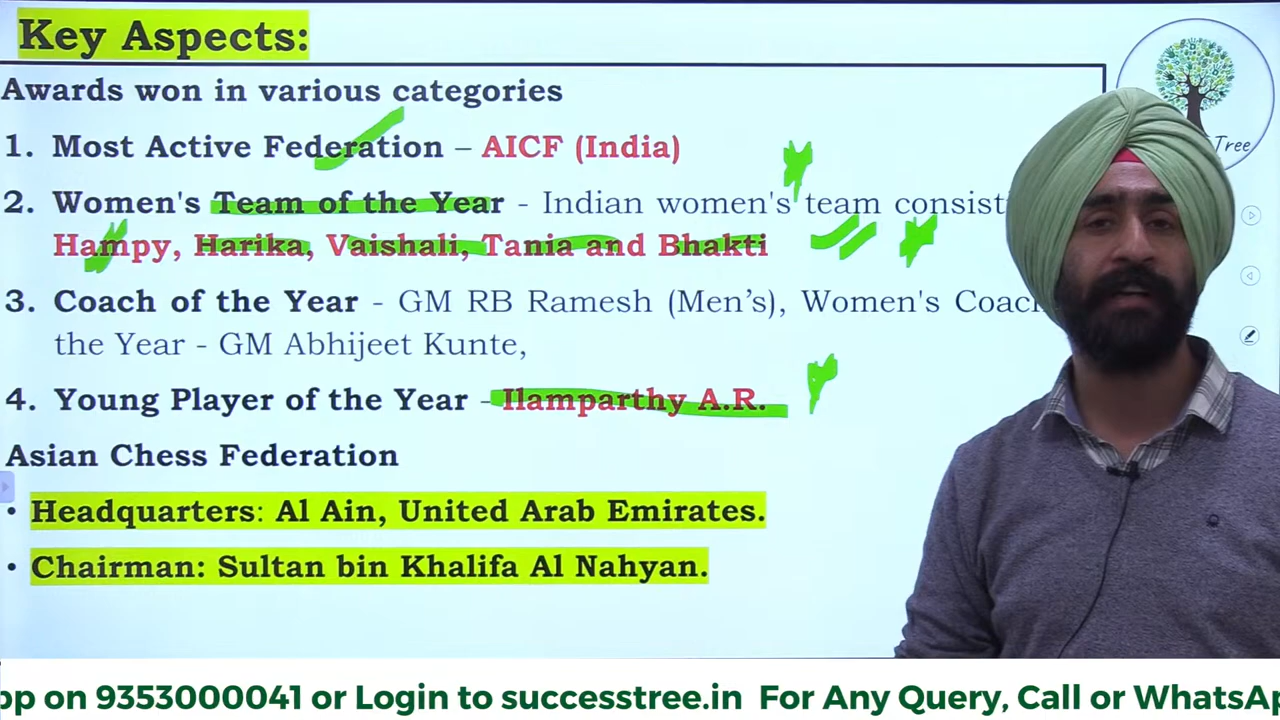 Key Aspects:
Awards won in various categories
1. Most Active Federation – AICF (India)
2. Women's Team of the Year - Indian women's team consisti
Hampy, Harika, Vaishali, Tania and Bhakti
3. Coach of the Year - GM RB Ramesh (Men’s), Women's Coach
the Year - GM Abhijeet Kunte,
4. Young Player of the Year - Ilamparthy A.R.
Asian Chess Federation
• Headquarters: Al Ain, United Arab Emirates.
• Chairman: Sultan bin Khalifa Al Nahyan.
Tree
pp on 9353000041 or Login to successtree.in For Any Query, Call or WhatsAp